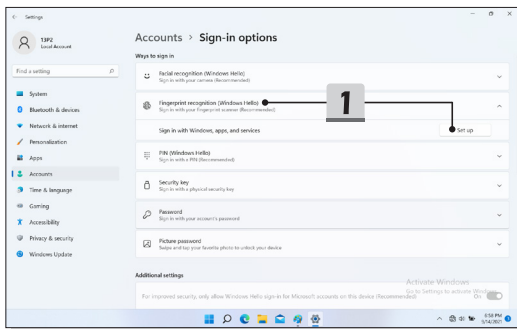 Settings
13P2
Local Account
Find a setting
System
Bluetooth & devices
Network & internet
Personalization
Apps
Accounts
Time & language
Gaming
Accessibility
Privacy & security
Windows Update
Accounts > Sign-in options
Ways to sign in
Facial recognition (Windows Hello)
Sign in with your camera (Recommended)
Fingerprint recognition (Windows Hello)
Sign in with your fingerprint scanner (Recommended)
1
Sign in with Windows, apps, and services
Set up
PIN (Windows Hello)
Sign in with a PIN (Recommended)
Security key
Sign in with a physical security key
Password
Sign in with your account's password
Picture password
Swipe and tap your favorite photo to unlock your device
Additional settings
Activate Windows
Go to Settings to activate Windows.
For improved security, only allow Windows Hello sign-in for Microsoft accounts on this device (Recommended)
On
6:58 PM
9/14/2021